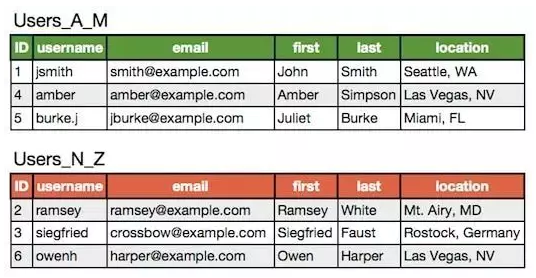 Users_A_M
ID username email first last location
1 jsmith smith@example.com John Smith Seattle, WA
4 amber amber@example.com Amber Simpson Las Vegas, NV
5 burke.j jburke@example.com Juliet Burke Miami, FL
Users_N_Z
ID username email first last location
2 ramsey ramsey@example.com Ramsey White Mt. Airy, MD
3 siegfried crossbow@example.com Siegfried Faust Rostock, Germany
6 owenh harper@example.com Owen Harper Las Vegas, NV